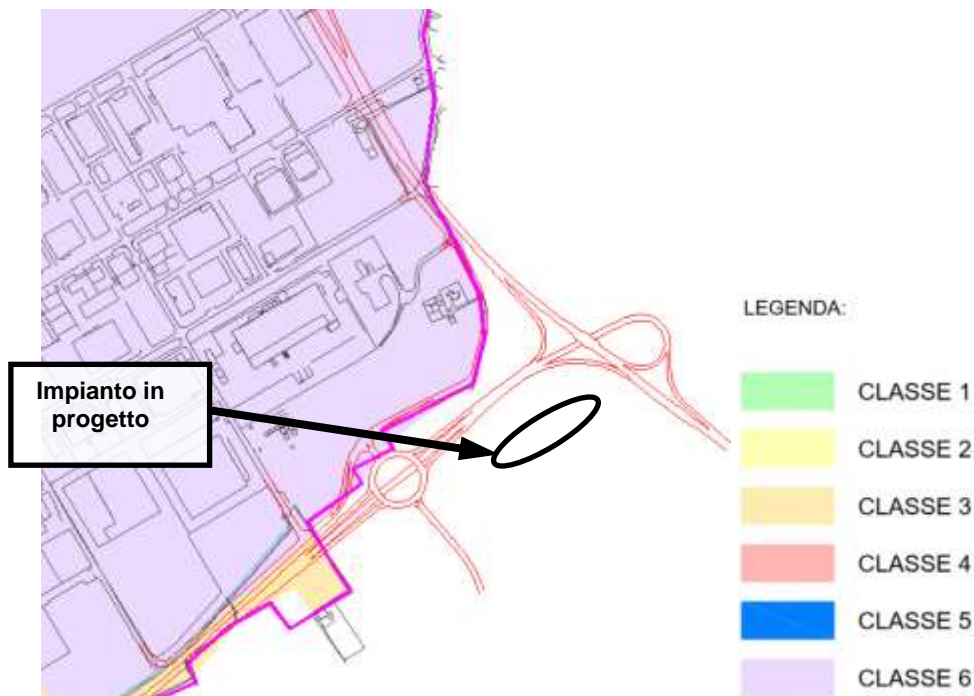 LEGENDA:
Impianto in
progetto
CLASSE 1
CLASSE 2
CLASSE 3
CLASSE 4
CLASSE 5
CLASSE 6